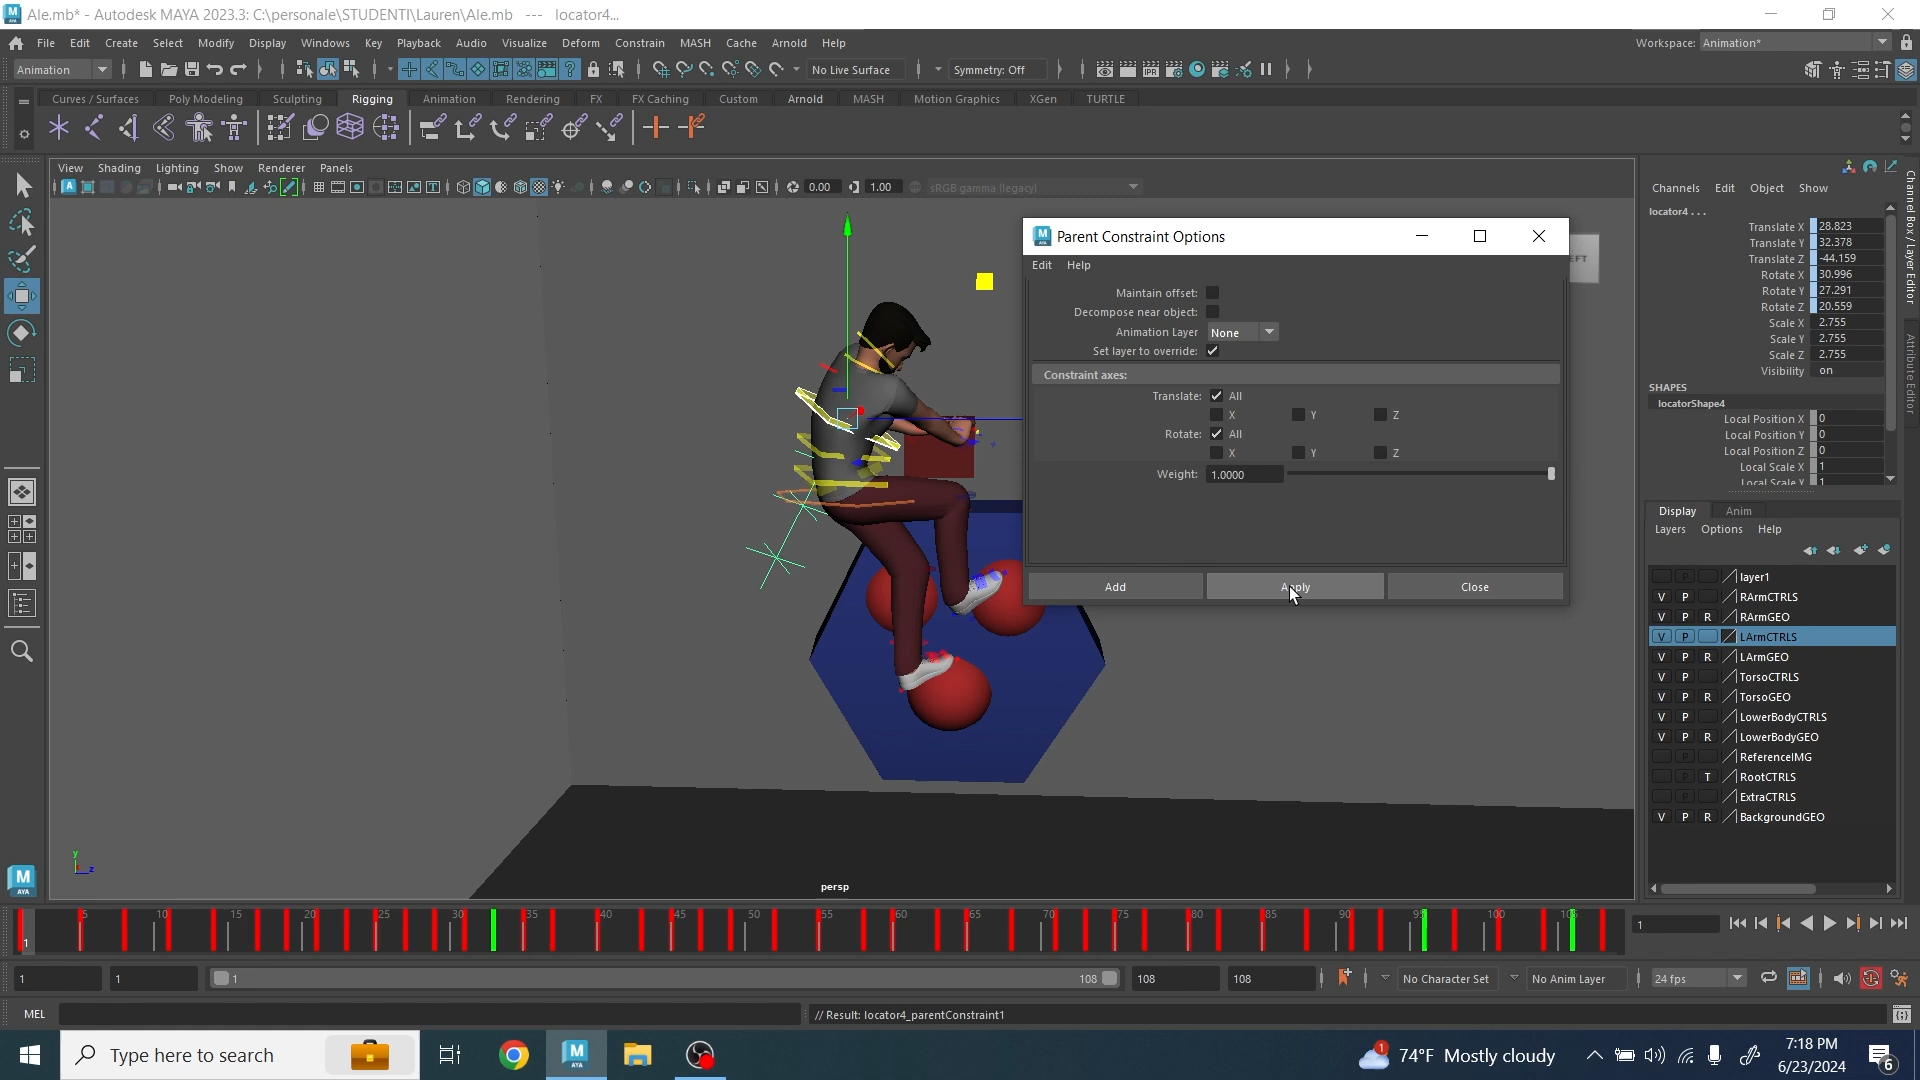 Ale.mb* - Autodesk MAYA 2023.3: C:\personale\STUDENTI\Lauren\Ale.mb --- locator4...
File Edit Create Select Modify Display Windows Key Playback Audio Visualize Deform Constrain MASH Cache Arnold Help
Workspace: Animation*
Animation
No Live Surface
Symmetry: Off
Curves / Surfaces Poly Modeling Sculpting Rigging Animation Rendering FX FX Caching Custom Arnold MASH Motion Graphics XGen TURTLE
View Shading Lighting Show Renderer Panels
0.00 1.00 sRGB gamma (legacy)
Parent Constraint Options
Edit Help
Maintain offset:
Decompose near object:
Animation Layer None
Set layer to override:
Constraint axes:
Translate: All
X Y Z
Rotate: All
X Y Z
Weight: 1.0000
Add Apply Close
persp
Channels Edit Object Show
locator4 . . .
Translate X 28.823
Translate Y 32.378
Translate Z -44.159
Rotate X 30.996
Rotate Y 27.291
Rotate Z 20.559
Scale X 2.755
Scale Y 2.755
Scale Z 2.755
Visibility on
SHAPES
locatorShape4
Local Position X 0
Local Position Y 0
Local Position Z 0
Local Scale X 1
Local Scale Y 1
Channel Box / Layer Editor
Attribute Editor
Display Anim
Layers Options Help
layer1
V P RArmCTRLS
V P R RArmGEO
V P LArmCTRLS
V P R LArmGEO
V P TorsoCTRLS
V P R TorsoGEO
V P LowerBodyCTRLS
V P R LowerBodyGEO
ReferenceIMG
T RootCTRLS
ExtraCTRLS
V P R BackgroundGEO
5 10 15 20 25 30 35 40 45 50 55 60 65 70 75 80 85 90 95 100 105
1
1
1 1 1 108 108 108 No Character Set No Anim Layer 24 fps
MEL // Result: locator4_parentConstraint1
Type here to search
1 74°F Mostly cloudy
7:18 PM
6/23/2024
6